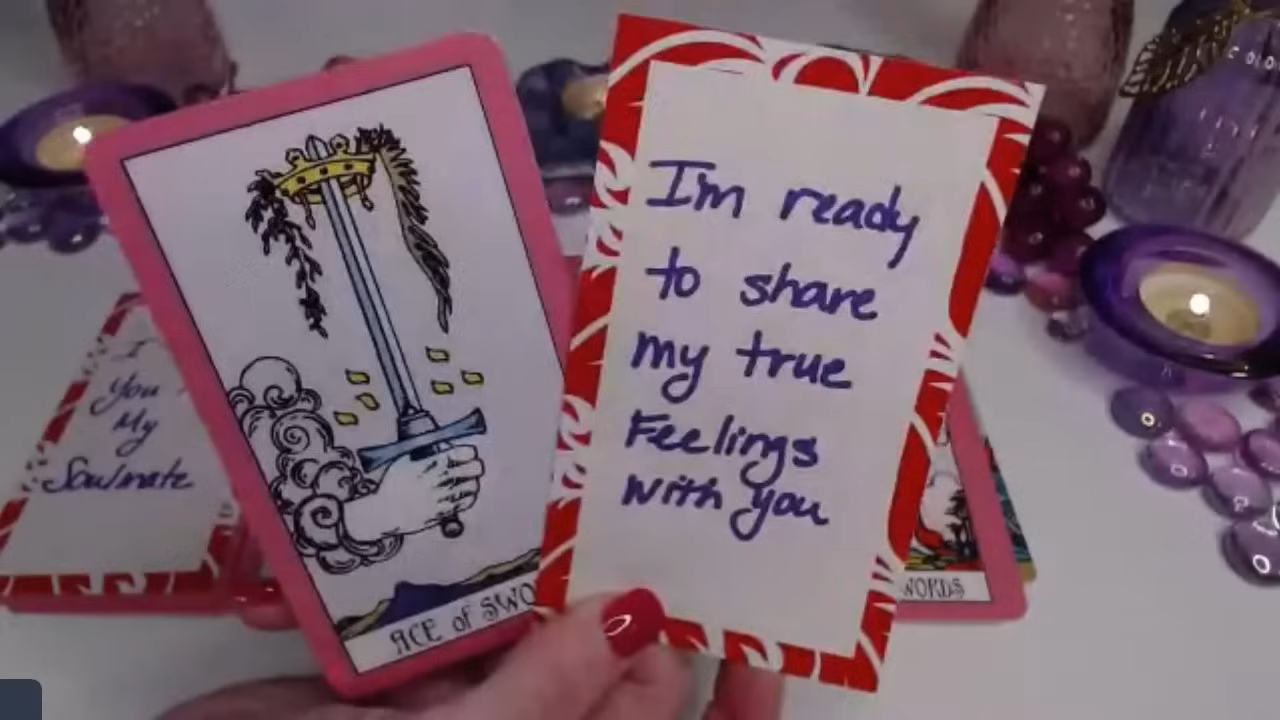 I'm ready
to share
my true
Feelings
with you
ACE of SWO
WORDS
I
You
My
Soulmate